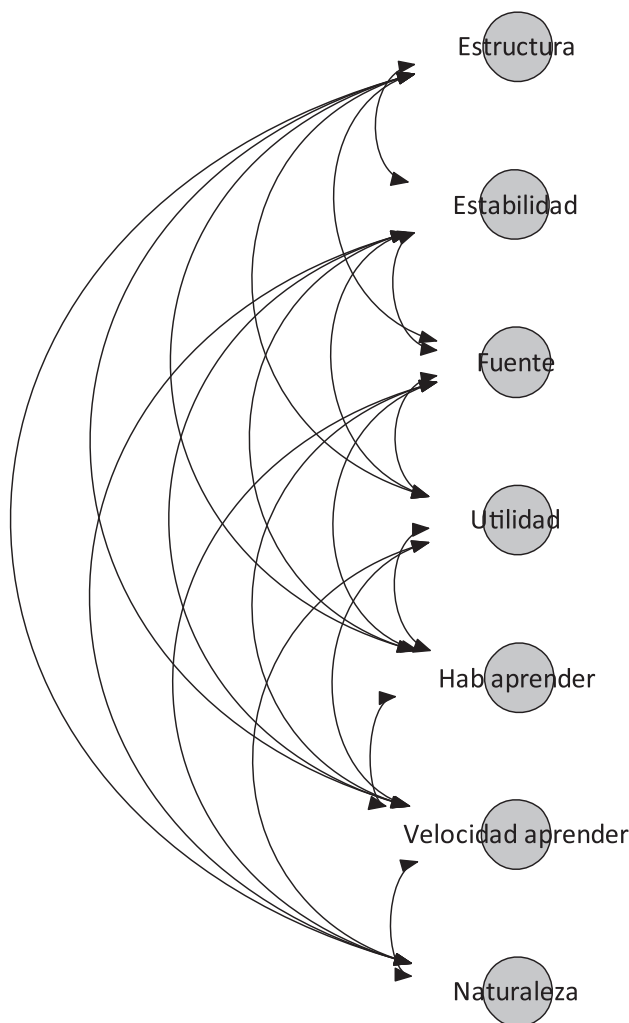 Estructura
Estabilidad
Fuente
Utilidad
Hab aprender
Velocidad aprender
Naturaleza